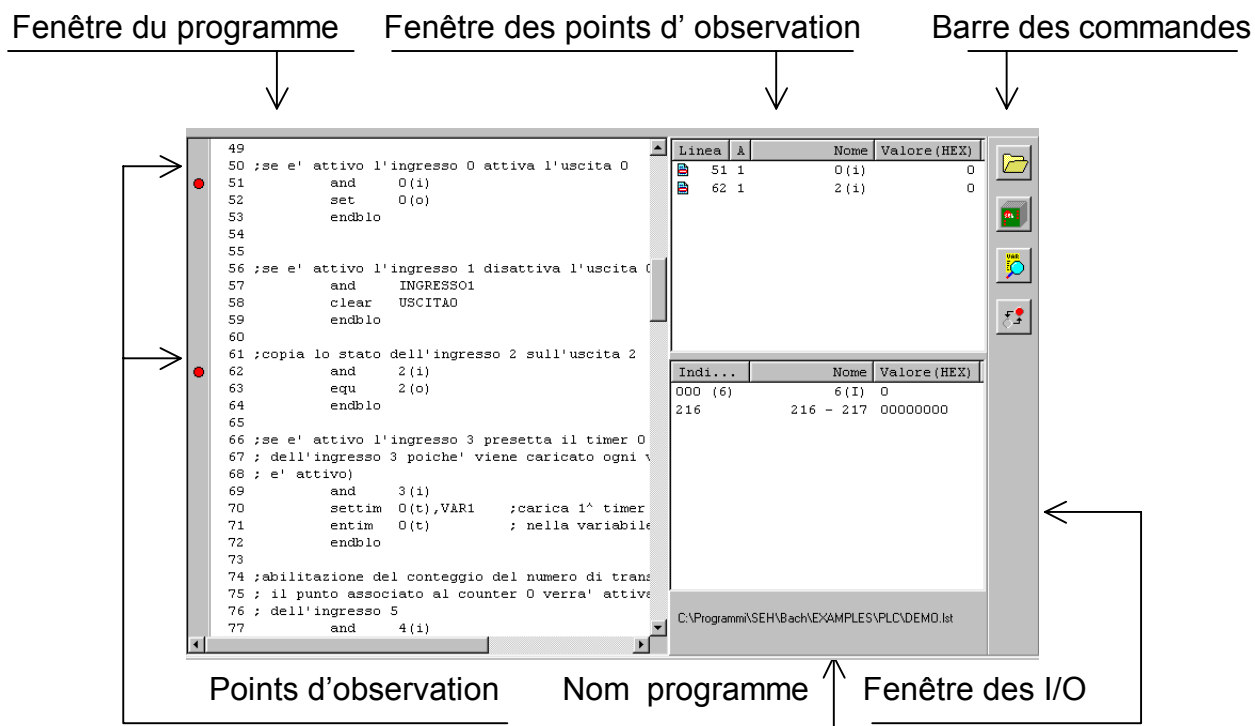 Fenêtre du programme Fenêtre des points d' observation Barre des commandes
49
50 ;se e' attivo l'ingresso 0 attiva l'uscita 0
51 and 0(i)
52 set 0(o)
53 endblo
54
55
56 ;se e' attivo l'ingresso 1 disattiva l'uscita 0
57 and INGRESSO1
58 clear USCITA0
59 endblo
60
61 ;copia lo stato dell'ingresso 2 sull'uscita 2
62 and 2(i)
63 equ 2(o)
64 endblo
65
66 ;se e' attivo l'ingresso 3 presetta il timer 0
67 ; dell'ingresso 3 poiche' viene caricato ogni v
68 ; e' attivo)
69 and 3(i)
70 settim 0(t),VAR1 ;carica 1^ timer
71 entim 0(t) ; nella variabile
72 endblo
73
74 ;abilitazione del conteggio del numero di trans
75 ; il punto associato al counter 0 verra' attiva
76 ; dell'ingresso 5
77 and 4(i)
Linea A Nome Valore(HEX)
51 1 0(i) 0
62 1 2(i) 0
VAR
Indi... Nome Valore(HEX)
000 (6) 6(I) 0
216 216 - 217 00000000
C:\Programmi\SEH\Bach\EXAMPLES\PLC\DEMO.lst
Points d'observation Nom programme Fenêtre des I/O